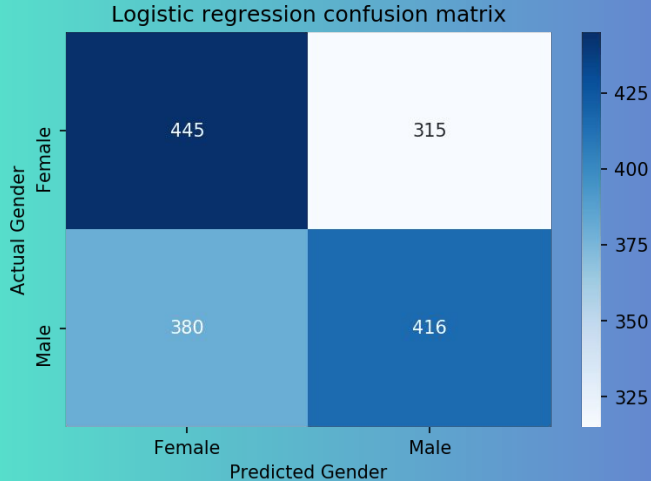 Logistic regression confusion matrix
Actual Gender
Female
Male
445
315
380
416
Female
Male
Predicted Gender
425
400
375
350
325